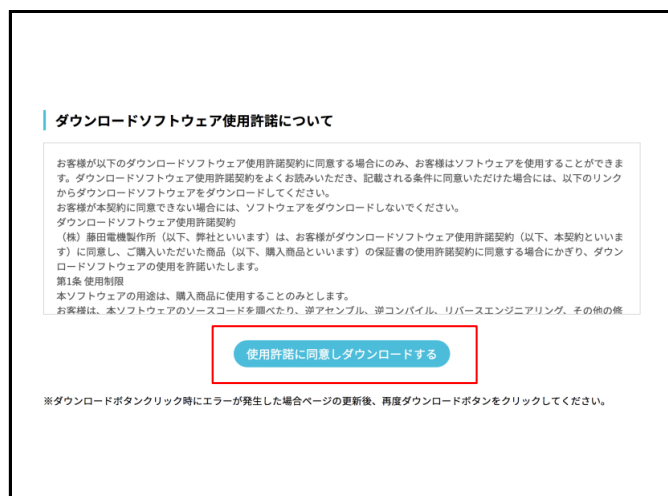 ダウンロードソフトウェア使用許諾について
お客様が以下のダウンロードソフトウェア使用許諾契約に同意する場合にのみ、お客様はソフトウェアを使用することができま
す。ダウンロードソフトウェア使用許諾契約をよくお読みいただき、記載される条件に同意いただけた場合には、以下のリンク
からダウンロードソフトウェアをダウンロードしてください。
お客様が本契約に同意できない場合には、ソフトウェアをダウンロードしないでください。
ダウンロードソフトウェア使用許諾契約
（株）藤田電機製作所（以下、弊社といいます）は、お客様がダウンロードソフトウェア使用許諾契約（以下、本契約といいま
す）に同意し、ご購入いただいた商品（以下、購入商品といいます）の保証書の使用許諾契約に同意する場合にかぎり、ダウン
ロードソフトウェアの使用を許諾いたします。
第1条 使用制限
本ソフトウェアの用途は、購入商品に使用することのみとします。
お客様は、本ソフトウェアのソースコードを調べたり、逆アセンブル、逆コンパイル、リバースエンジニアリング、その他の修
使用許諾に同意しダウンロードする
※ダウンロードボタンクリック時にエラーが発生した場合ページの更新後、再度ダウンロードボタンをクリックしてください。